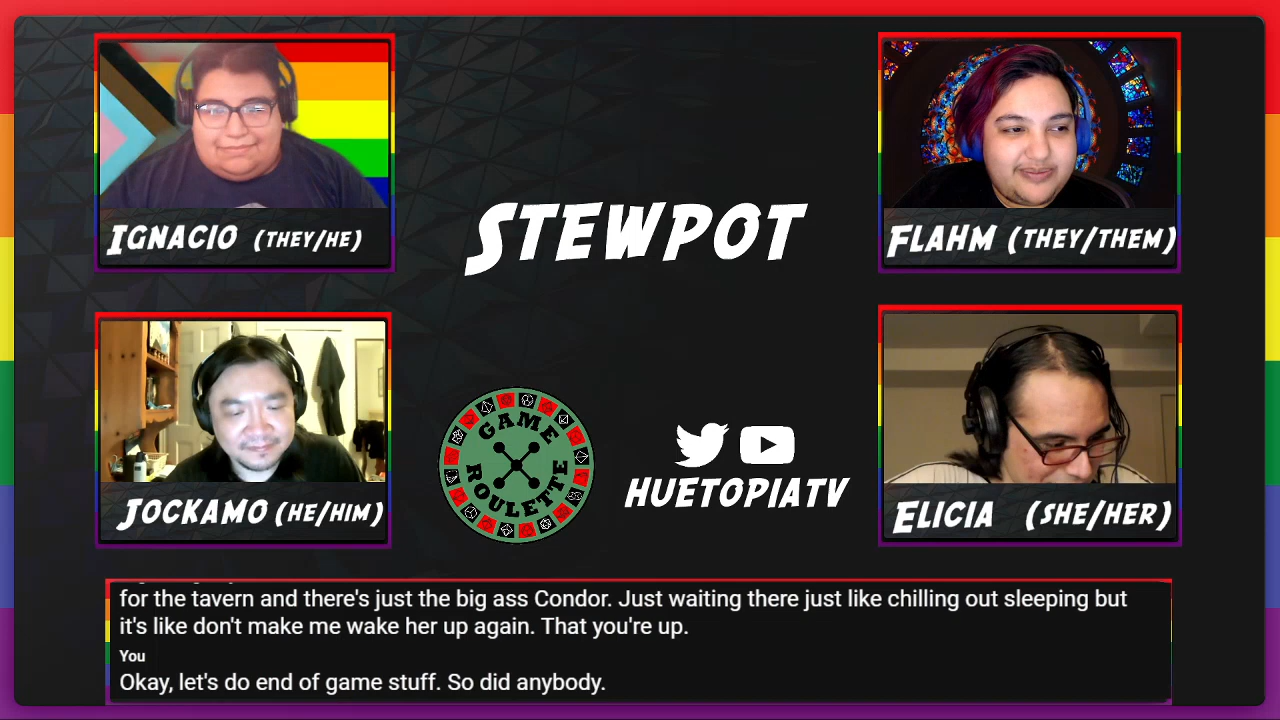 IGNACIO (THEY/HE)
FLAHM (THEY/THEM)
STEWPOT
JOCKAMO (HE/HIM)
GAME
ROULETTE
HUETOPIATV
ELICIA (SHE/HER)
for the tavern and there's just the big ass Condor. Just waiting there just like chilling out sleeping but
it's like don't make me wake her up again. That you're up.
You
Okay, let's do end of game stuff. So did anybody.